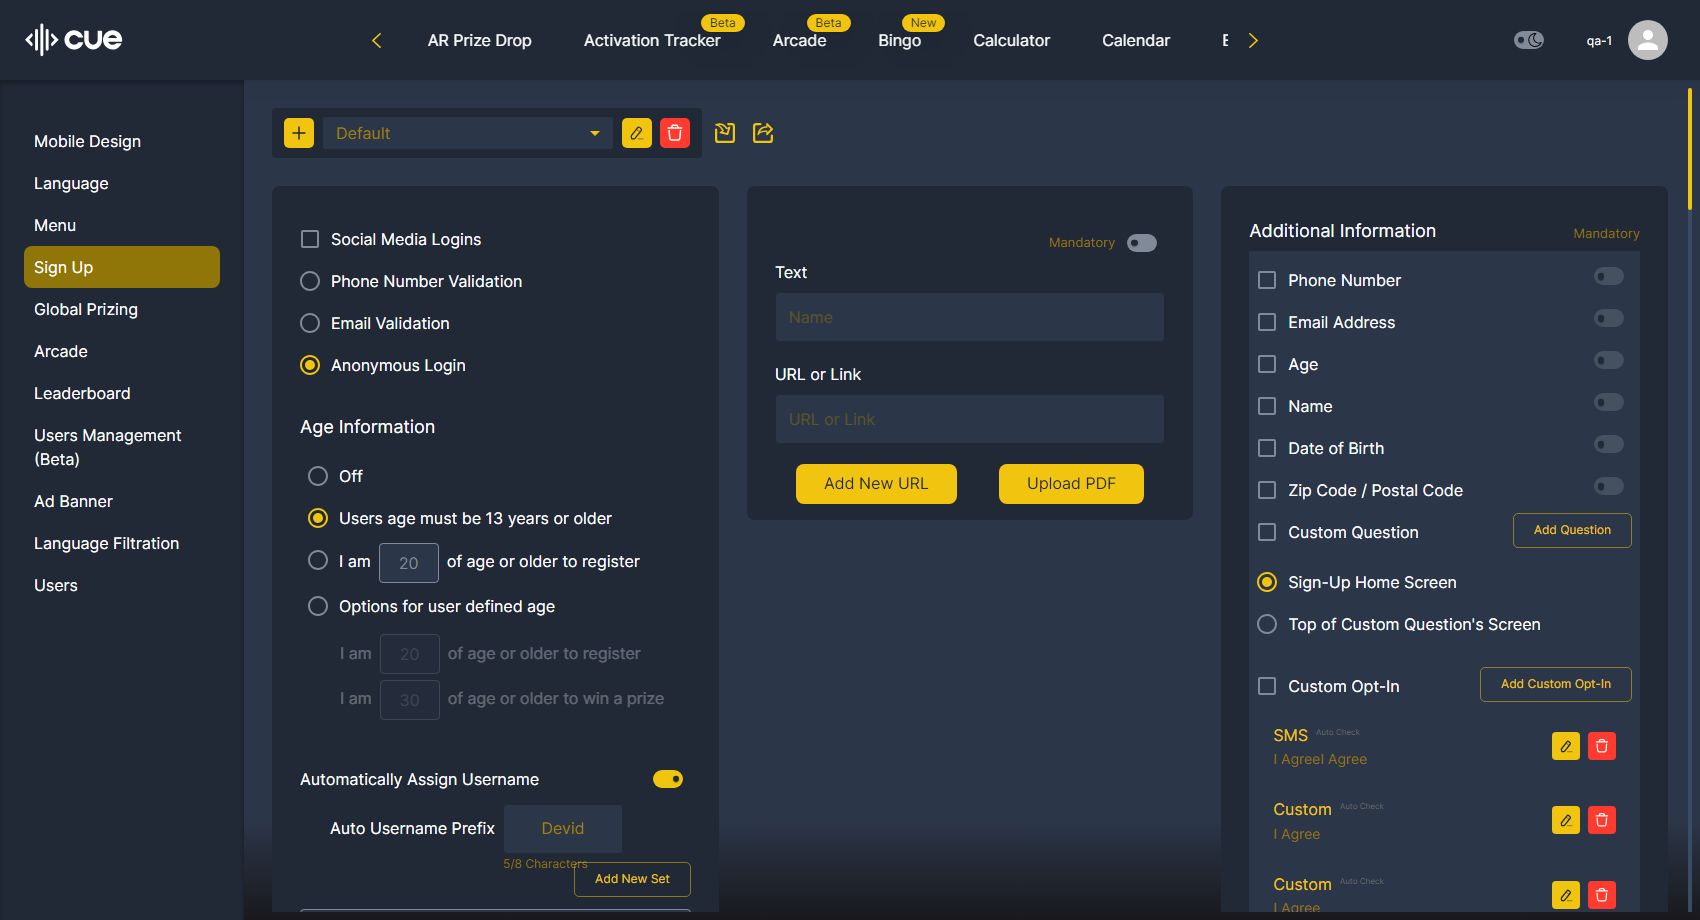 cue
AR Prize Drop
Activation Tracker
Beta
Arcade
Beta
Bingo
New
Calculator
Calendar
qa-1
Mobile Design
Language
Menu
Sign Up
Global Prizing
Arcade
Leaderboard
Users Management
(Beta)
Ad Banner
Language Filtration
Users
Default
Social Media Logins
Phone Number Validation
Email Validation
Anonymous Login
Age Information
Off
Users age must be 13 years or older
I am 20 of age or older to register
Options for user defined age
I am 20 of age or older to register
I am 30 of age or older to win a prize
Automatically Assign Username
Auto Username Prefix Devid
5/8 Characters
Add New Set
Mandatory
Text
Name
URL or Link
URL or Link
Add New URL Upload PDF
Additional Information Mandatory
Phone Number
Email Address
Age
Name
Date of Birth
Zip Code / Postal Code
Custom Question Add Question
Sign-Up Home Screen
Top of Custom Question's Screen
Custom Opt-In Add Custom Opt-In
SMS Auto Check
I AgreeI Agree
Custom Auto Check
I Agree
Custom Auto Check
I Agree